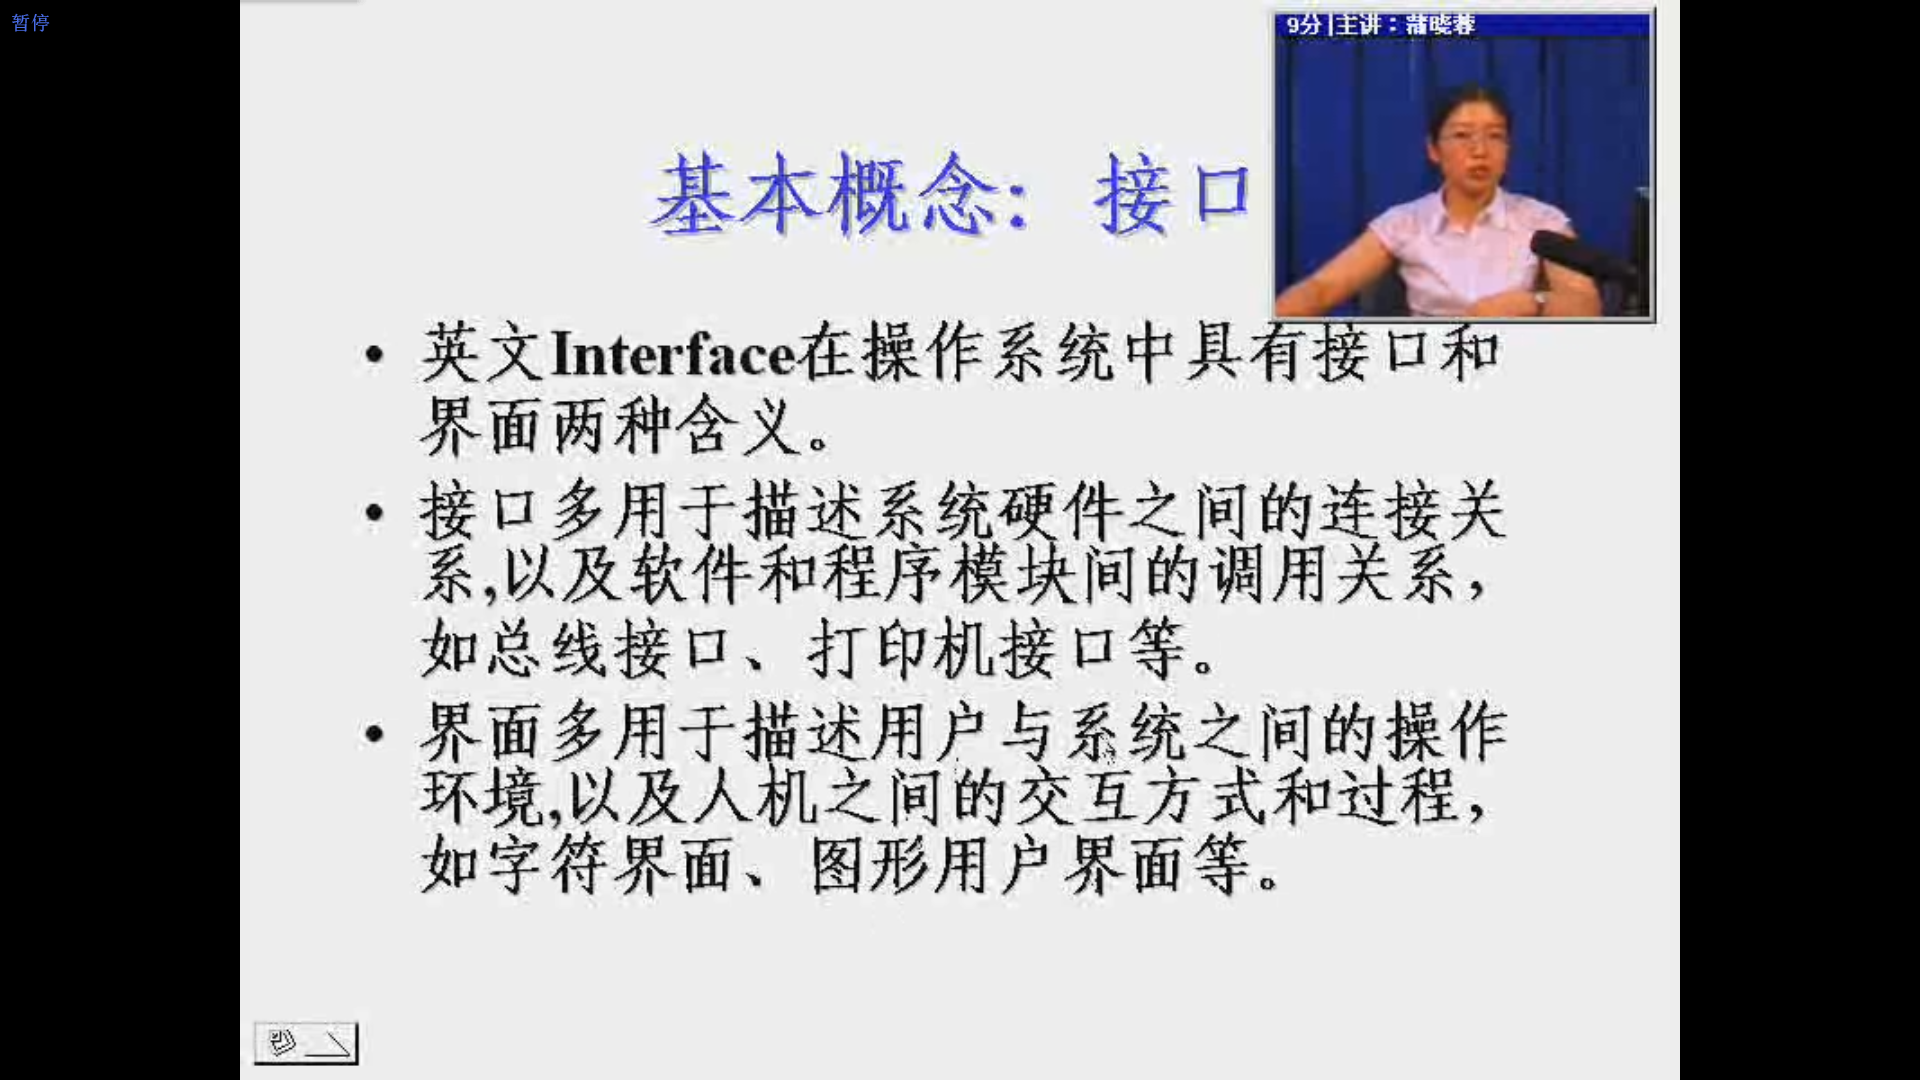 暂停
9分|主讲：蒲晓蓉
基本概念：接口
• 英文Interface在操作系统中具有接口和
界面两种含义。
• 接口多用于描述系统硬件之间的连接关
系,以及软件和程序模块间的调用关系，
如总线接口、打印机接口等。
• 界面多用于描述用户与系统之间的操作
环境,以及人机之间的交互方式和过程，
如字符界面、图形用户界面等。